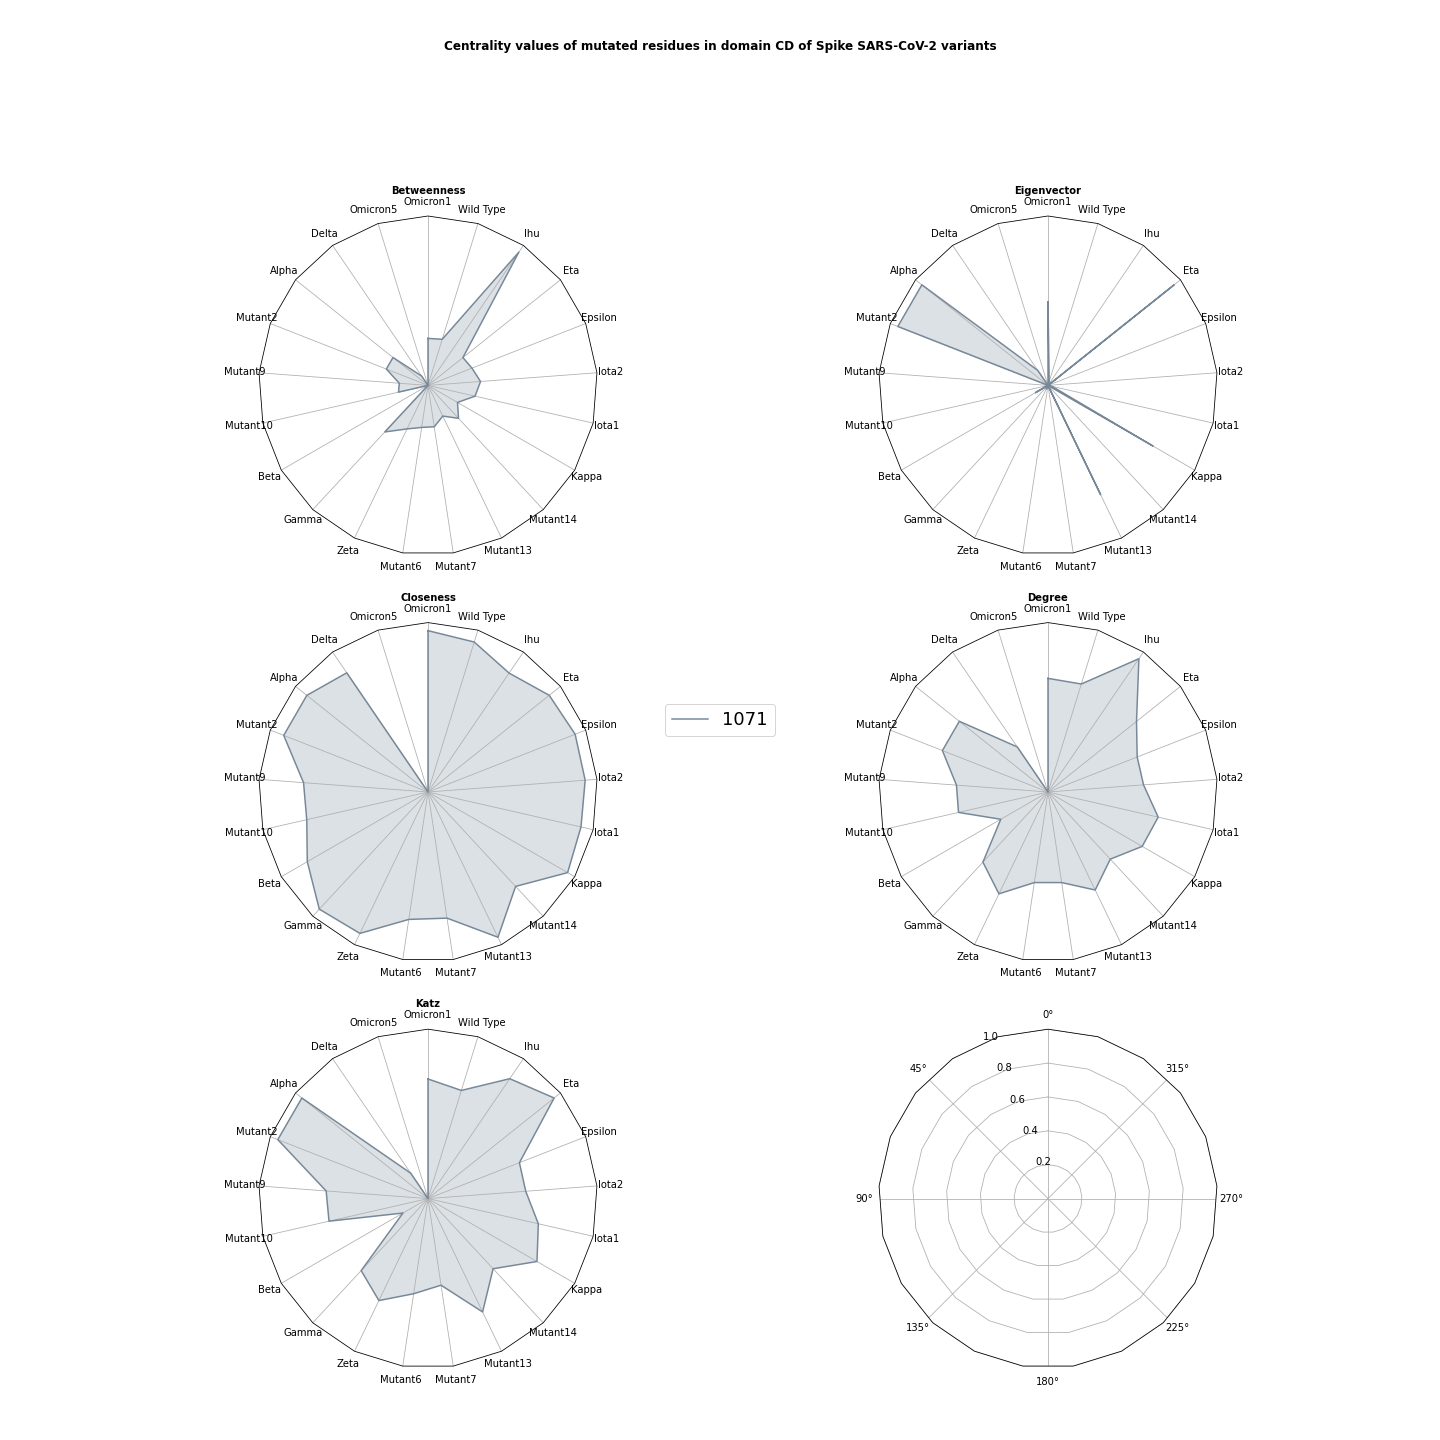 Centrality values of mutated residues in domain CD of Spike SARS-CoV-2 variants
Betweenness
Omicron1
Omicron5 Wild Type
Delta Ihu
Alpha Eta
Mutant2 Epsilon
Mutant9 Iota2
Mutant10 Iota1
Beta Kappa
Gamma Mutant14
Zeta Mutant13
Mutant6 Mutant7
Eigenvector
Omicron1
Omicron5 Wild Type
Delta Ihu
Alpha Eta
Mutant2 Epsilon
Mutant9 Iota2
Mutant10 Iota1
Beta Kappa
Gamma Mutant14
Zeta Mutant13
Mutant6 Mutant7
Closeness
Omicron1
Omicron5 Wild Type
Delta Ihu
Alpha Eta
Mutant2 Epsilon
Mutant9 Iota2
Mutant10 Iota1
Beta Kappa
Gamma Mutant14
Zeta Mutant13
Mutant6 Mutant7
1071
Degree
Omicron1
Omicron5 Wild Type
Delta Ihu
Alpha Eta
Mutant2 Epsilon
Mutant9 Iota2
Mutant10 Iota1
Beta Kappa
Gamma Mutant14
Zeta Mutant13
Mutant6 Mutant7
Katz
Omicron1
Omicron5 Wild Type
Delta Ihu
Alpha Eta
Mutant2 Epsilon
Mutant9 Iota2
Mutant10 Iota1
Beta Kappa
Gamma Mutant14
Zeta Mutant13
Mutant6 Mutant7
0°
1.0
45° 0.8 315°
0.6
0.4
0.2
90° 270°
135° 225°
180°